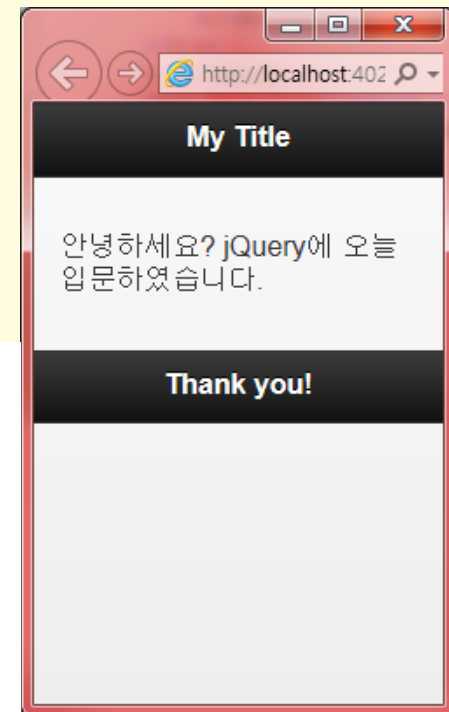 http://localhost:402
My Title
안녕하세요? jQuery에 오늘
입문하였습니다.
Thank you!